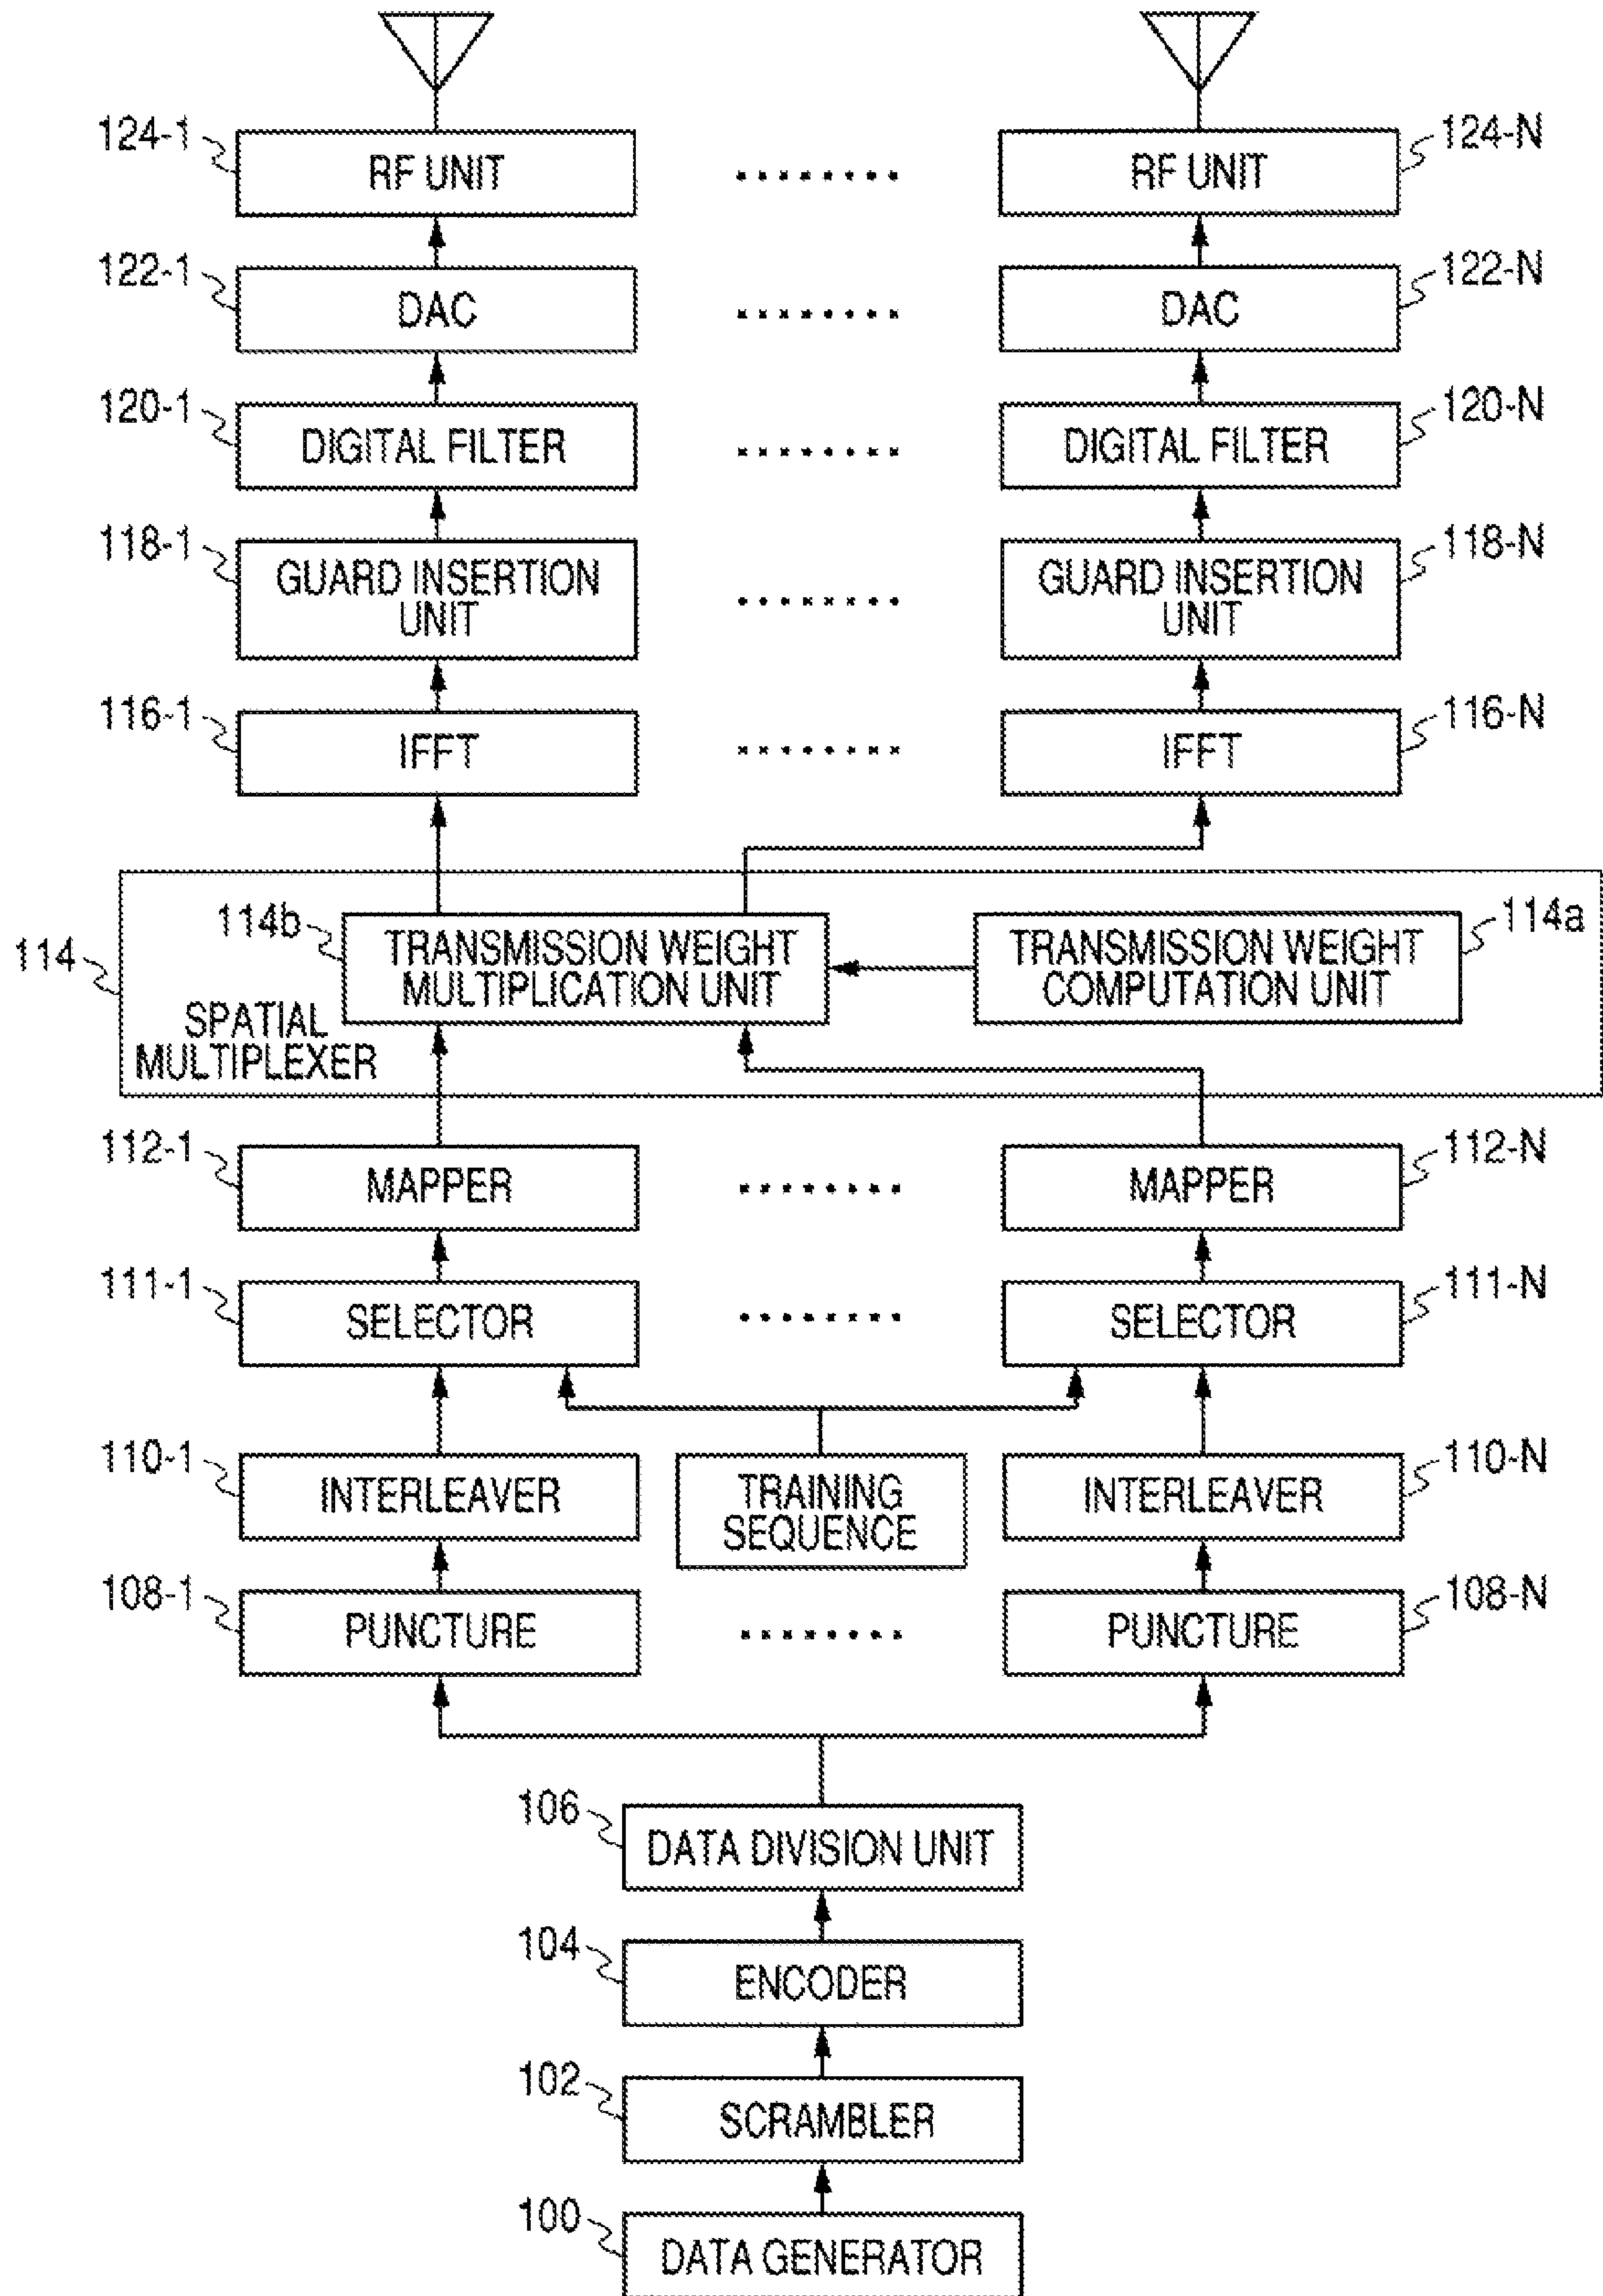 124-1
RF UNIT
RF UNIT
124-N
122-1
DAC
DAC
122-N
120-1
DIGITAL FILTER
DIGITAL FILTER
120-N
118-1
GUARD INSERTION
UNIT
GUARD INSERTION
UNIT
118-N
116-1
IFFT
IFFT
116-N
114
SPATIAL
MULTIPLEXER
114b
TRANSMISSION WEIGHT
MULTIPLICATION UNIT
TRANSMISSION WEIGHT
COMPUTATION UNIT
114a
112-1
MAPPER
MAPPER
112-N
111-1
SELECTOR
SELECTOR
111-N
110-1
INTERLEAVER
TRAINING
SEQUENCE
INTERLEAVER
110-N
108-1
PUNCTURE
PUNCTURE
108-N
106
DATA DIVISION UNIT
104
ENCODER
102
SCRAMBLER
100
DATA GENERATOR